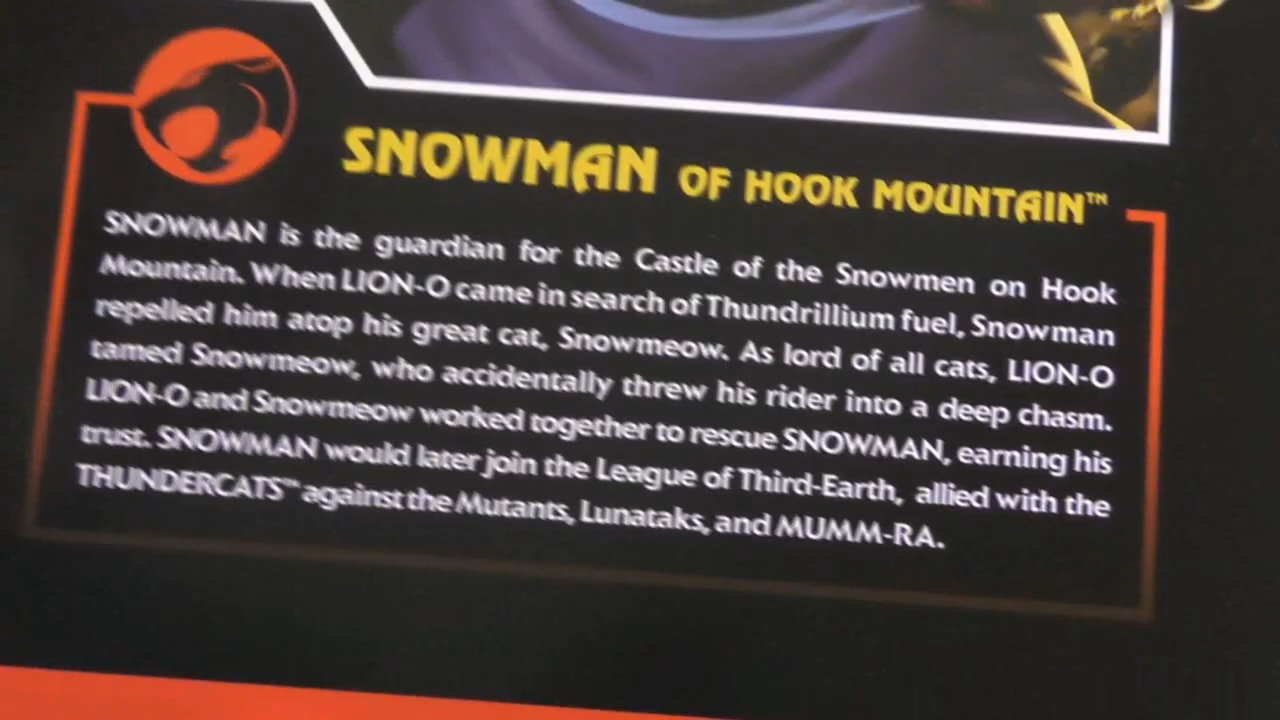 SNOWMAN OF HOOK MOUNTAIN™
SNOWMAN is the guardian for the Castle of the Snowmen on Hook
Mountain. When LION-O came in search of Thundrillium fuel, Snowman
repelled him atop his great cat, Snowmeow. As lord of all cats, LION-O
tamed Snowmeow, who accidentally threw his rider into a deep chasm.
LION-O and Snowmeow worked together to rescue SNOWMAN, earning his
trust. SNOWMAN would later join the League of Third-Earth, allied with the
THUNDERCATS™ against the Mutants, Lunataks, and MUMM-RA.